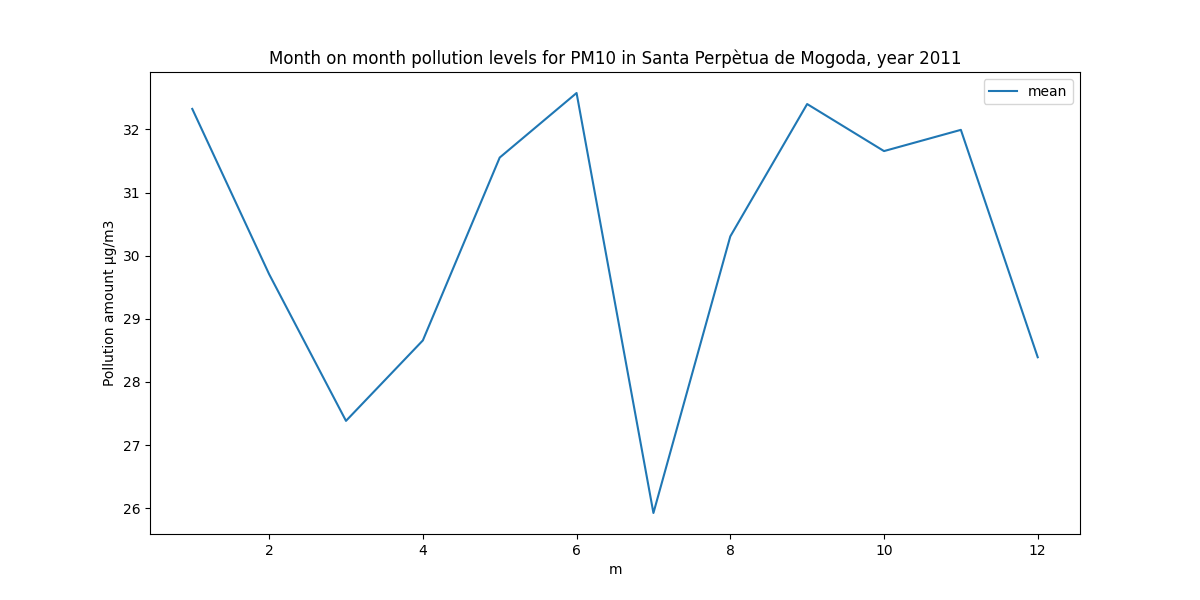 Month on month pollution levels for PM10 in Santa Perpètua de Mogoda, year 2011
mean
Pollution amount µg/m3
32
31
30
29
28
27
26
2 4 6 8 10 12
m